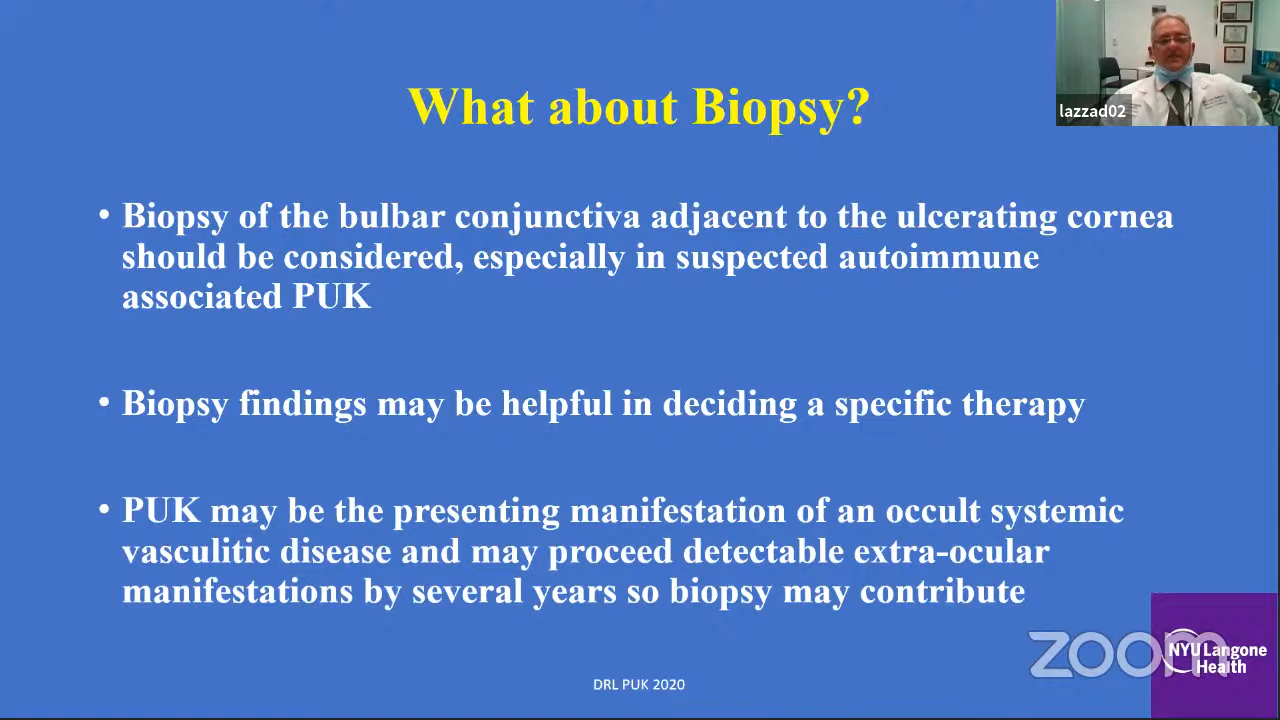 What about Biopsy?
lazzad02
• Biopsy of the bulbar conjunctiva adjacent to the ulcerating cornea
should be considered, especially in suspected autoimmune
associated PUK
• Biopsy findings may be helpful in deciding a specific therapy
• PUK may be the presenting manifestation of an occult systemic
vasculitic disease and may proceed detectable extra-ocular
manifestations by several years so biopsy may contribute
zoom
NYU Langone
Health
DRL PUK 2020